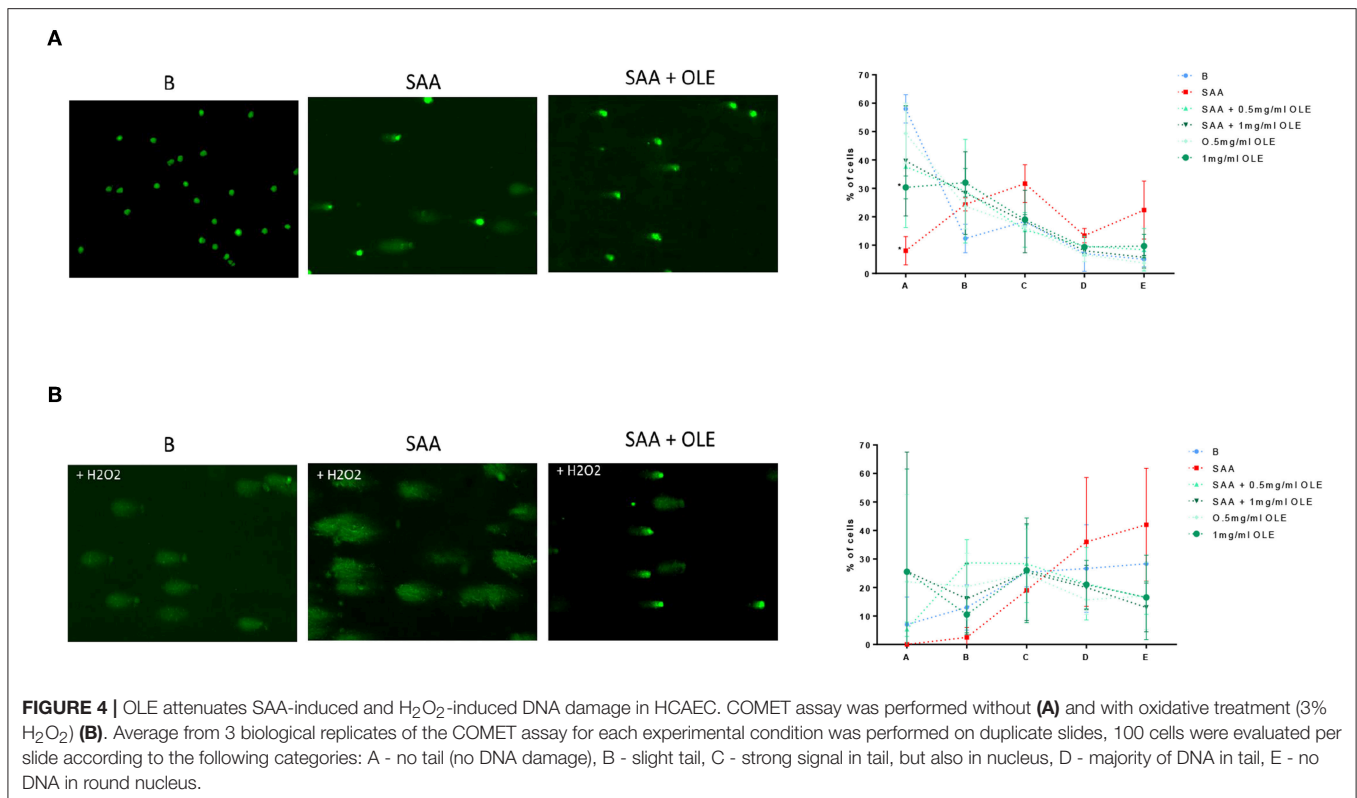 A
B
SAA
SAA + OLE
70
60
50
40
30
20
10
0
% of cells
A
B
C
D
E
B
SAA
SAA + 0.5mg/ml OLE
SAA + 1mg/ml OLE
0.5mg/ml OLE
1mg/ml OLE
B
B
SAA
SAA + OLE
+ H2O2
+ H2O2
+ H2O2
70
60
50
40
30
20
10
0
% of cells
A
B
C
D
E
B
SAA
SAA + 0.5mg/ml OLE
SAA + 1mg/ml OLE
0.5mg/ml OLE
1mg/ml OLE
FIGURE 4 | OLE attenuates SAA-induced and H₂O₂-induced DNA damage in HCAEC. COMET assay was performed without (A) and with oxidative treatment (3%
H₂O₂) (B). Average from 3 biological replicates of the COMET assay for each experimental condition was performed on duplicate slides, 100 cells were evaluated per
slide according to the following categories: A - no tail (no DNA damage), B - slight tail, C - strong signal in tail, but also in nucleus, D - majority of DNA in tail, E - no
DNA in round nucleus.